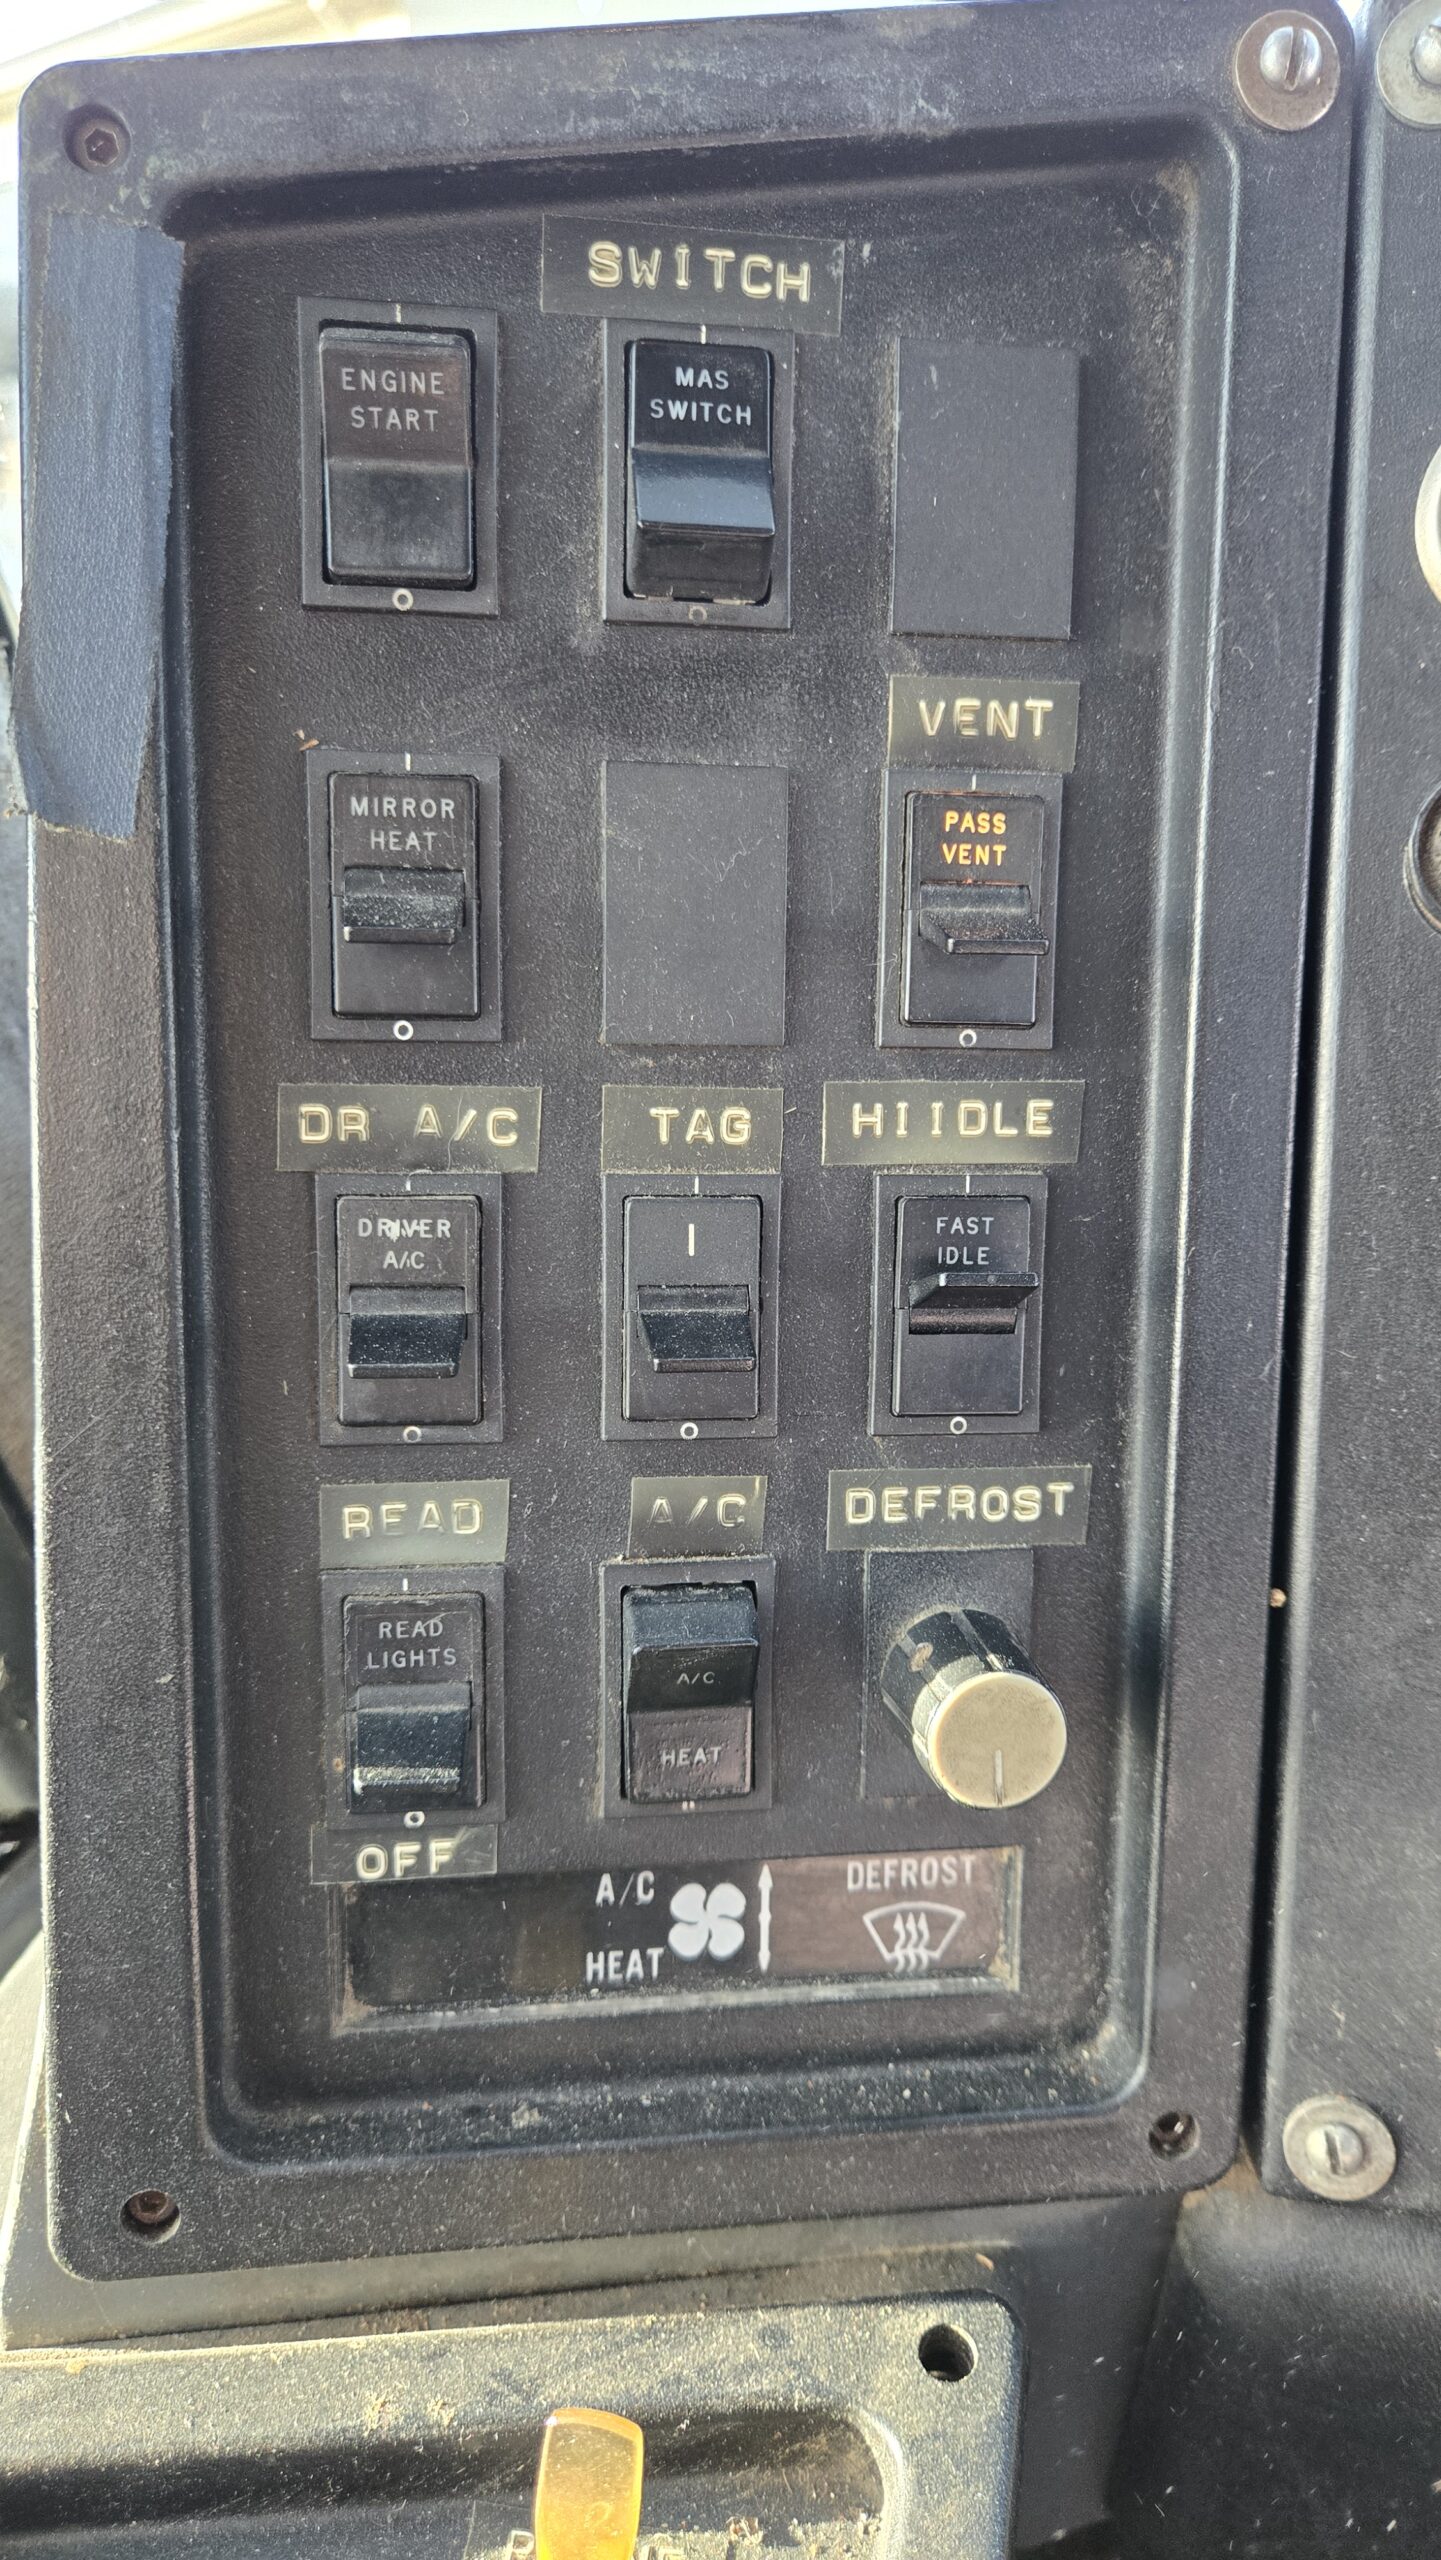 SWITCH
ENGINE
START
MAS
SWITCH
VENT
MIRROR
HEAT
PASS
VENT
DR A/C
TAG
HI IDLE
DRIVER
A/C
I
FAST
IDLE
READ
A/C
DEFROST
READ
LIGHTS
A/C
HEAT
OFF
A/C
HEAT
DEFROST